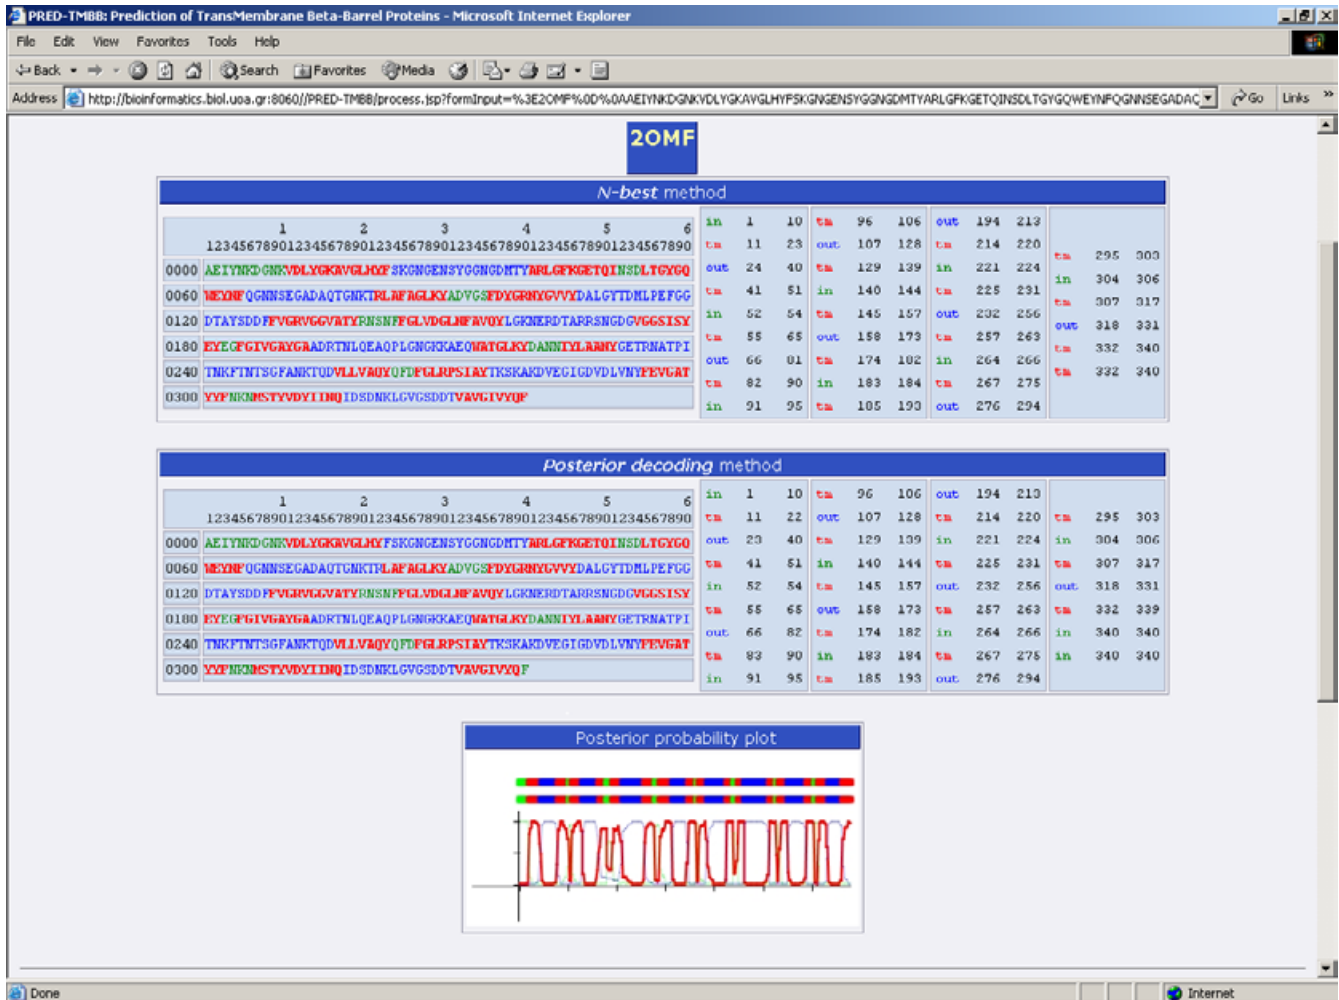 PRED-TMBB: Prediction of TransMembrane Beta-Barrel Proteins - Microsoft Internet Explorer
File Edit View Favorites Tools Help
Back Search Favorites Media
Address http://bioinformatics.biol.uoa.gr:8060//PRED-TMBB/process.jsp?formInput=%3E2OMF%0D%0AAEIYNKDGNKVDLYGKAVGLHYFSKGNGENSYGGNGDMTYARLGFKGETQINSDLTGYGQWEYNFQGNNSEGADAC Go Links »
2OMF
N-best method
1 2 3 4 5 6
123456789012345678901234567890123456789012345678901234567890
0000 AEIYNKDGNKVDLYGKAVGLHYFSKGNGENSYGGNGDMTYARLGFKGETQINSDLTGYGQ
0060 WEYNFQGNNSEGADAQTGNKTRLAFAGLKYADVGSFDYGRNYGVVYDALGYTDMLPEFGG
0120 DTAYSDDFFVGRVGGVATYRNSNFFGLVDGLNFAVQYLGKNERDTARRSNGDGVGGSISY
0180 EYEGFGIVGAYGAADRTNLQEAQPLGNGKKAEQWATGLKYDANNIYLAANYGETRNATPI
0240 TNKFTNTSGFANKTQDVLLVAQYQFDFGLRPSIAYTKSKAKDVEGIGDVDLVNYFEVGAT
0300 YYFNKNMSTYVDYIINQIDSDNKLGVGSDDTVAVGIVYQF
in 1 10
tm 11 23
out 24 40
tm 41 51
in 52 54
tm 55 65
out 66 81
tm 82 90
in 91 95
tm 96 106
out 107 128
tm 129 139
in 140 144
tm 145 157
out 158 173
tm 174 182
in 183 184
tm 185 193
out 194 213
tm 214 220
in 221 224
tm 225 231
out 232 256
tm 257 263
in 264 266
tm 267 275
out 276 294
tm 295 303
in 304 306
tm 307 317
out 318 331
tm 332 340
tm 332 340
Posterior decoding method
1 2 3 4 5 6
123456789012345678901234567890123456789012345678901234567890
0000 AEIYNKDGNKVDLYGKAVGLHYFSKGNGENSYGGNGDMTYARLGFKGETQINSDLTGYGQ
0060 WEYNFQGNNSEGADAQTGNKTRLAFAGLKYADVGSFDYGRNYGVVYDALGYTDMLPEFGG
0120 DTAYSDDFFVGRVGGVATYRNSNFFGLVDGLNFAVQYLGKNERDTARRSNGDGVGGSISY
0180 EYEGFGIVGAYGAADRTNLQEAQPLGNGKKAEQWATGLKYDANNIYLAANYGETRNATPI
0240 TNKFTNTSGFANKTQDVLLVAQYQFDFGLRPSIAYTKSKAKDVEGIGDVDLVNYFEVGAT
0300 YYFNKNMSTYVDYIINQIDSDNKLGVGSDDTVAVGIVYQF
in 1 10
tm 11 22
out 23 40
tm 41 51
in 52 54
tm 55 65
out 66 82
tm 83 90
in 91 95
tm 96 106
out 107 128
tm 129 139
in 140 144
tm 145 157
out 158 173
tm 174 182
in 183 184
tm 185 193
out 194 213
tm 214 220
in 221 224
tm 225 231
out 232 256
tm 257 263
in 264 266
tm 267 275
out 276 294
tm 295 303
in 304 306
tm 307 317
out 318 331
tm 332 339
in 340 340
in 340 340
Posterior probability plot
Done Internet